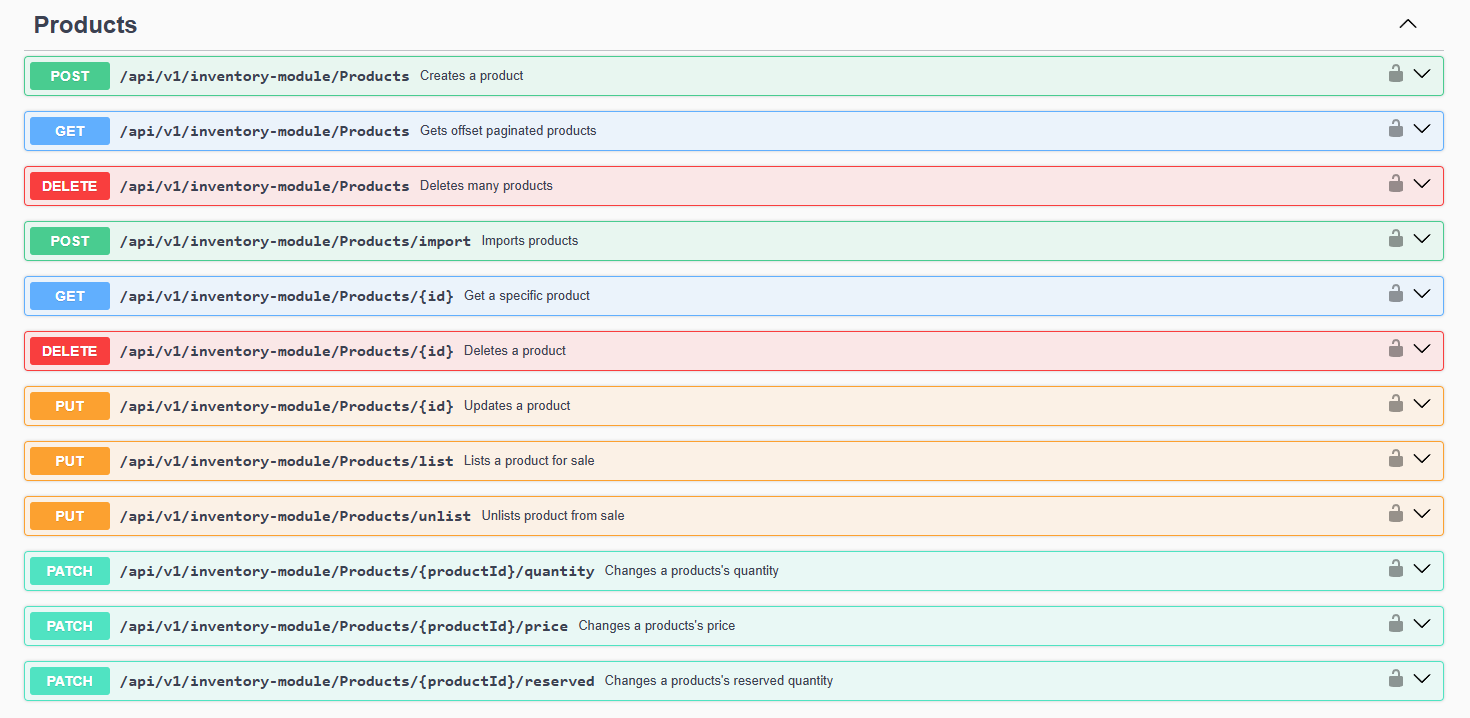 Products
POST /api/v1/inventory-module/Products Creates a product
GET /api/v1/inventory-module/Products Gets offset paginated products
DELETE /api/v1/inventory-module/Products Deletes many products
POST /api/v1/inventory-module/Products/import Imports products
GET /api/v1/inventory-module/Products/{id} Get a specific product
DELETE /api/v1/inventory-module/Products/{id} Deletes a product
PUT /api/v1/inventory-module/Products/{id} Updates a product
PUT /api/v1/inventory-module/Products/list Lists a product for sale
PUT /api/v1/inventory-module/Products/unlist Unlists product from sale
PATCH /api/v1/inventory-module/Products/{productId}/quantity Changes a products's quantity
PATCH /api/v1/inventory-module/Products/{productId}/price Changes a products's price
PATCH /api/v1/inventory-module/Products/{productId}/reserved Changes a products's reserved quantity